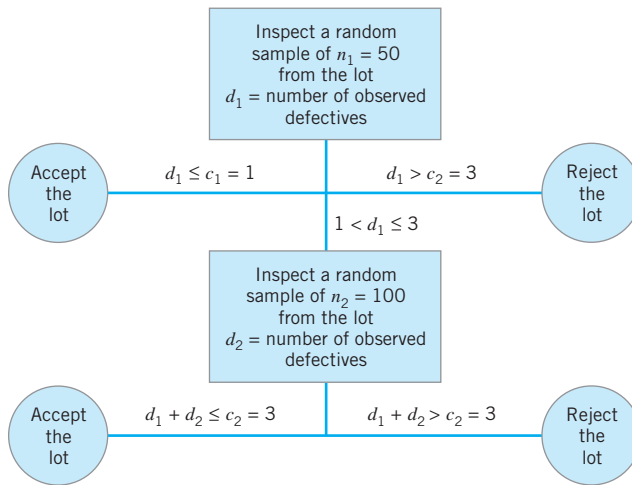 Inspect a random
sample of n₁ = 50
from the lot
d₁ = number of observed
defectives
Accept
the
lot
d₁ ≤ c₁ = 1
d₁ > c₂ = 3
Reject
the
lot
1 < d₁ ≤ 3
Inspect a random
sample of n₂ = 100
from the lot
d₂ = number of observed
defectives
Accept
the
lot
d₁ + d₂ ≤ c₂ = 3
d₁ + d₂ > c₂ = 3
Reject
the
lot